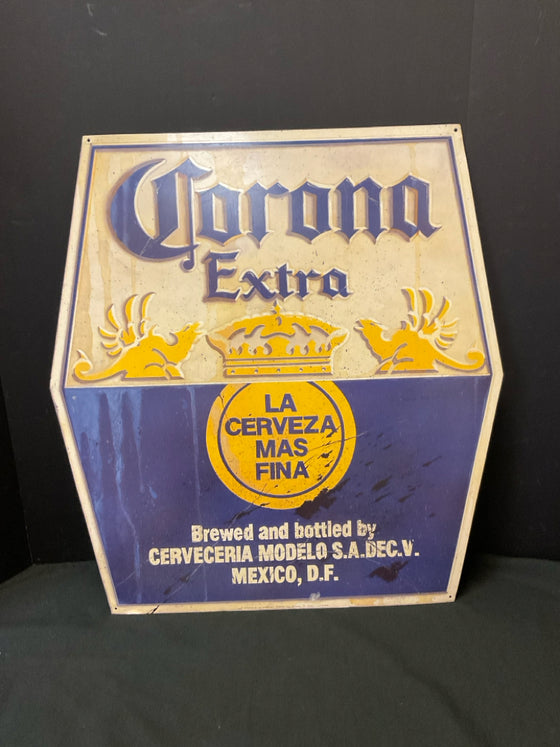 Corona
Extra
LA
CERVEZA
MAS
FINA
Brewed and bottled by
CERVECERIA MODELO S.A.DEC.V.
MEXICO, D.F.